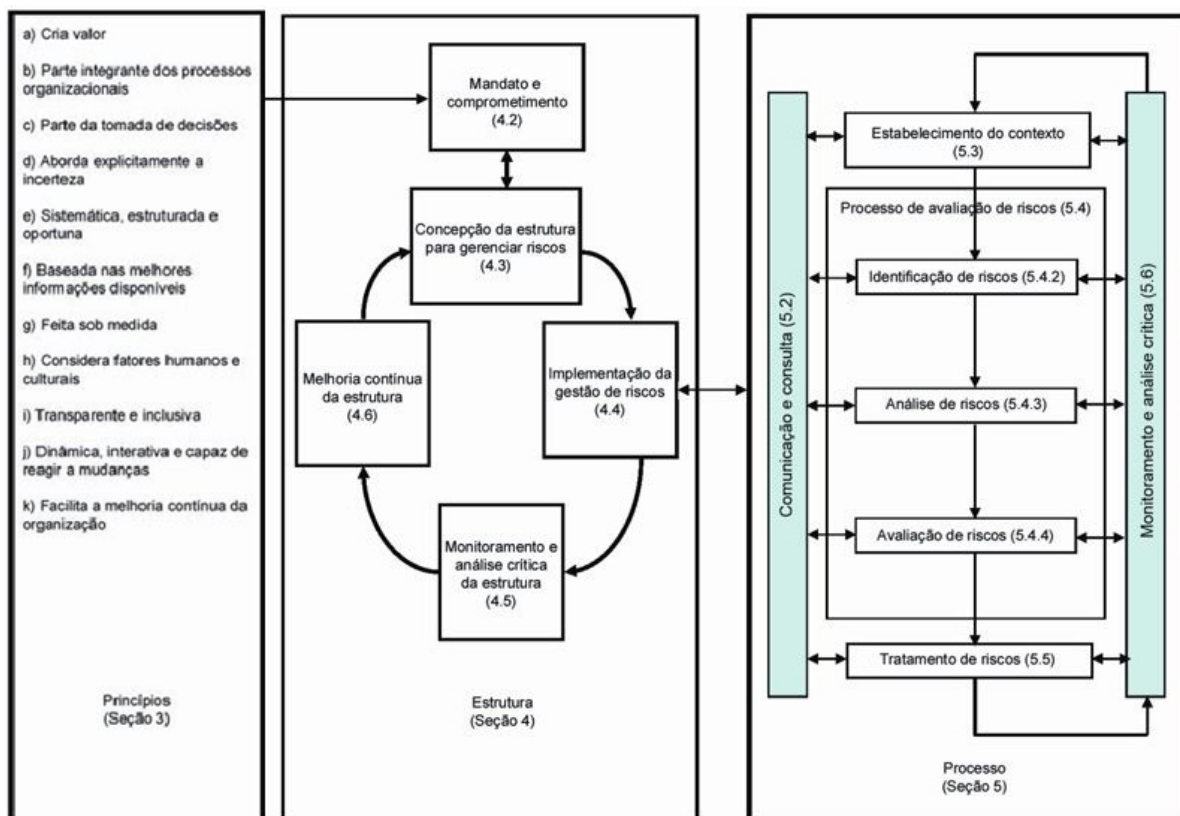 a) Cria valor
b) Parte integrante dos processos
organizacionais
c) Parte da tomada de decisões
d) Aborda explicitamente a
incerteza
e) Sistemática, estruturada e
oportuna
f) Baseada nas melhores
informações disponíveis
g) Feita sob medida
h) Considera fatores humanos e
culturais
i) Transparente e inclusiva
j) Dinâmica, interativa e capaz de
reagir a mudanças
k) Facilita a melhoria contínua da
organização
Princípios
(Seção 3)
Mandato e
comprometimento
(4.2)
Concepção da estrutura
para gerenciar riscos
(4.3)
Melhoria contínua
da estrutura
(4.6)
Implementação da
gestão de riscos
(4.4)
Monitoramento e
análise crítica
da estrutura
(4.5)
Estrutura
(Seção 4)
Comunicação e consulta (5.2)
Estabelecimento do contexto
(5.3)
Processo de avaliação de riscos (5.4)
Identificação de riscos (5.4.2)
Análise de riscos (5.4.3)
Avaliação de riscos (5.4.4)
Tratamento de riscos (5.5)
Monitoramento e análise crítica (5.6)
Processo
(Seção 5)